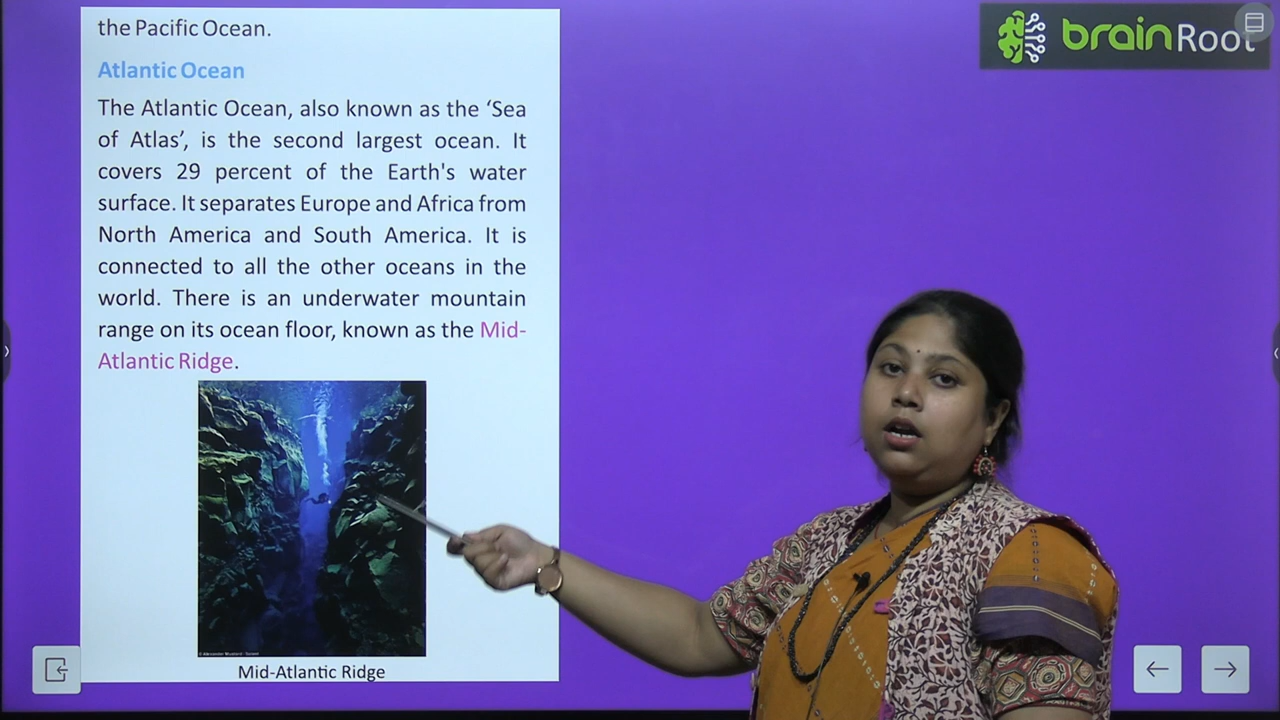 the Pacific Ocean.
brainRoot
Atlantic Ocean
The Atlantic Ocean, also known as the ‘Sea
of Atlas’, is the second largest ocean. It
covers 29 percent of the Earth's water
surface. It separates Europe and Africa from
North America and South America. It is
connected to all the other oceans in the
world. There is an underwater mountain
range on its ocean floor, known as the Mid-
Atlantic Ridge.
Mid-Atlantic Ridge